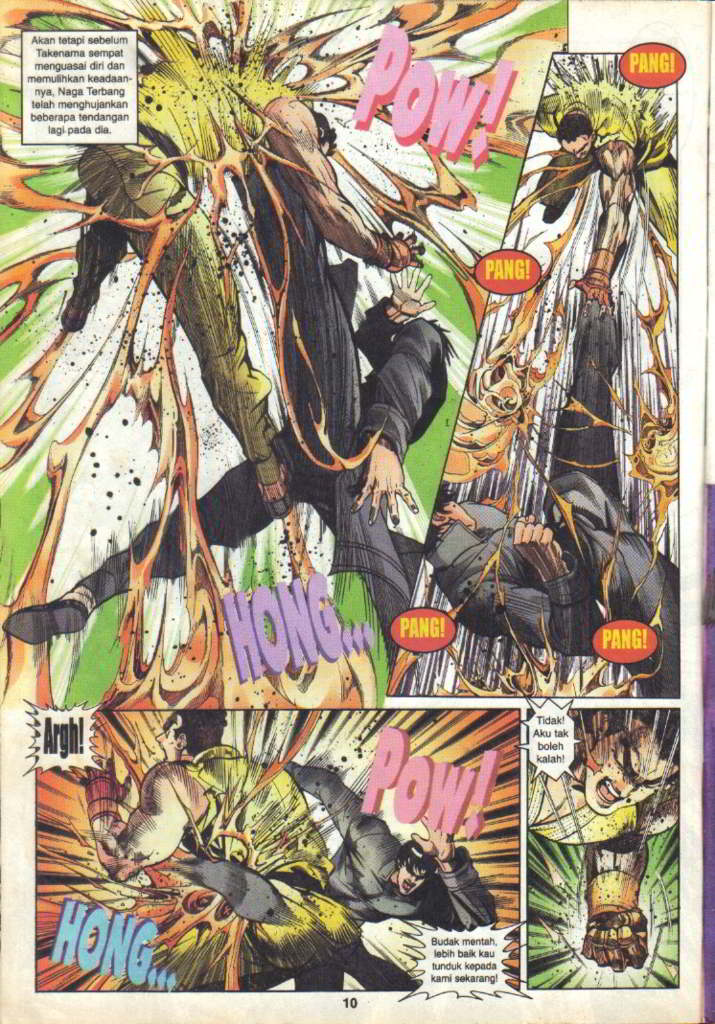 Akan tetapi sebelum
Takenama sempat
menguasai diri dan
memulihkan keadaan-
nya, Naga Terbang
telah menghujankan
beberapa tendangan
lagi pada dia.
POW!
PANG!
PANG!
HONG...
PANG!
PANG!
Argh!
POW!
HONG...
Budak mentah,
lebih baik kau
tunduk kepada
kami sekarang!
Tidak!
Aku tak
boleh
kalah!
10